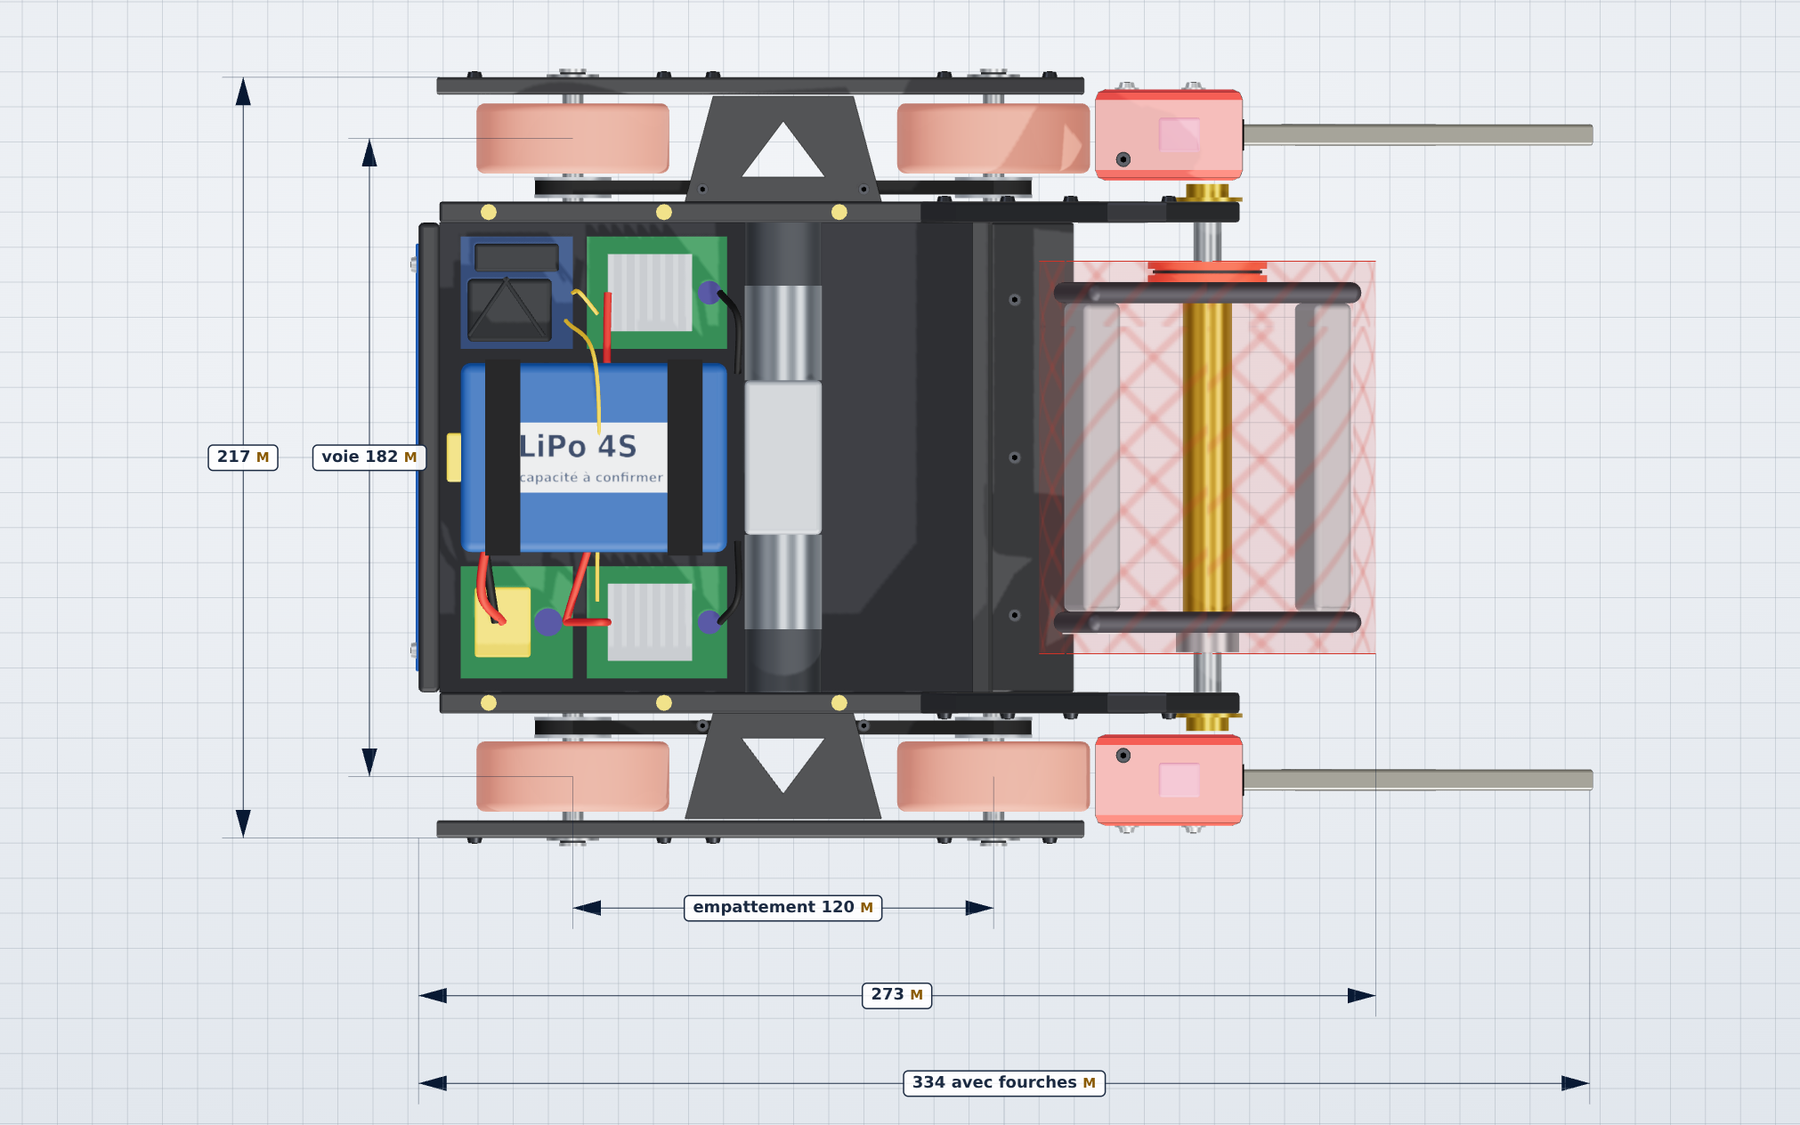 217 M
voie 182 M
LiPo 4S
capacité à confirmer
empattement 120 M
273 M
334 avec fourches M